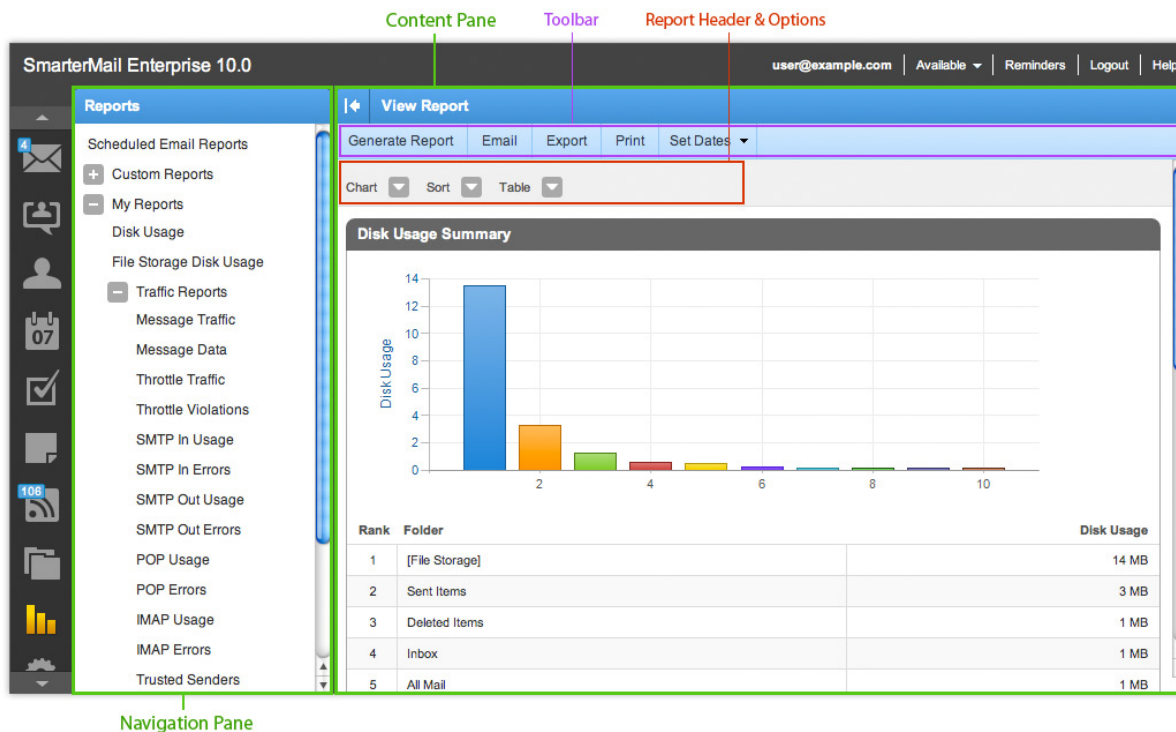 Content Pane Toolbar Report Header & Options
SmarterMail Enterprise 10.0 user@example.com Available Reminders Logout Help
Reports
View Report
Generate Report Email Export Print Set Dates
Chart Sort Table
4
07
106
Scheduled Email Reports
Custom Reports
My Reports
Disk Usage
File Storage Disk Usage
Traffic Reports
Message Traffic
Message Data
Throttle Traffic
Throttle Violations
SMTP In Usage
SMTP In Errors
SMTP Out Usage
SMTP Out Errors
POP Usage
POP Errors
IMAP Usage
IMAP Errors
Trusted Senders
Disk Usage Summary
Disk Usage
14
12
10
8
6
4
2
0
2 4 6 8 10
Rank Folder Disk Usage
1 [File Storage] 14 MB
2 Sent Items 3 MB
3 Deleted Items 1 MB
4 Inbox 1 MB
5 All Mail 1 MB
Navigation Pane